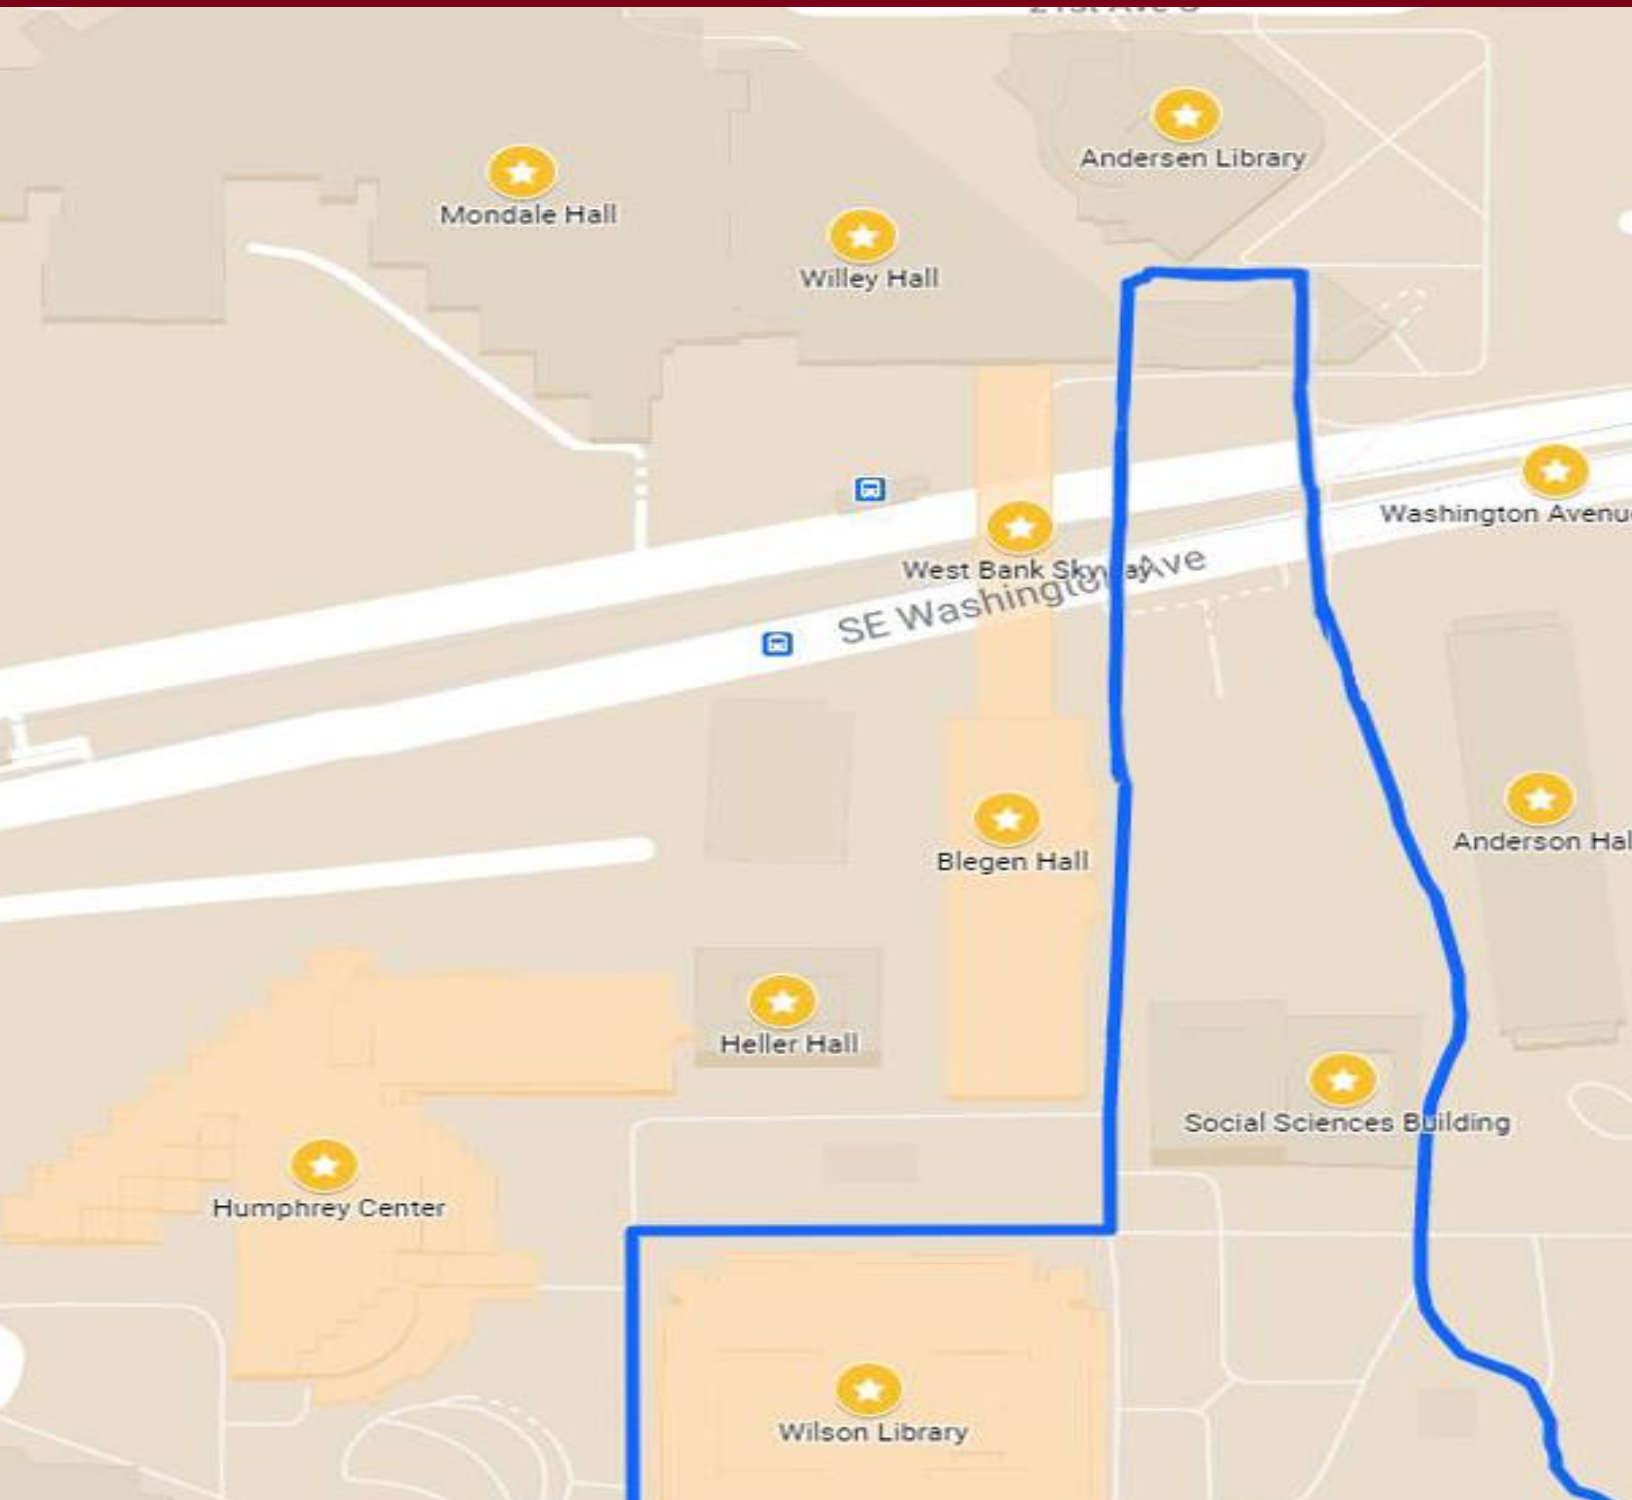 Andersen Library
Mondale Hall
Willey Hall
Washington Avenu
West Bank Skyway
SE Washington Ave
Anderson Hal
Blegen Hall
Heller Hall
Social Sciences Building
Humphrey Center
Wilson Library